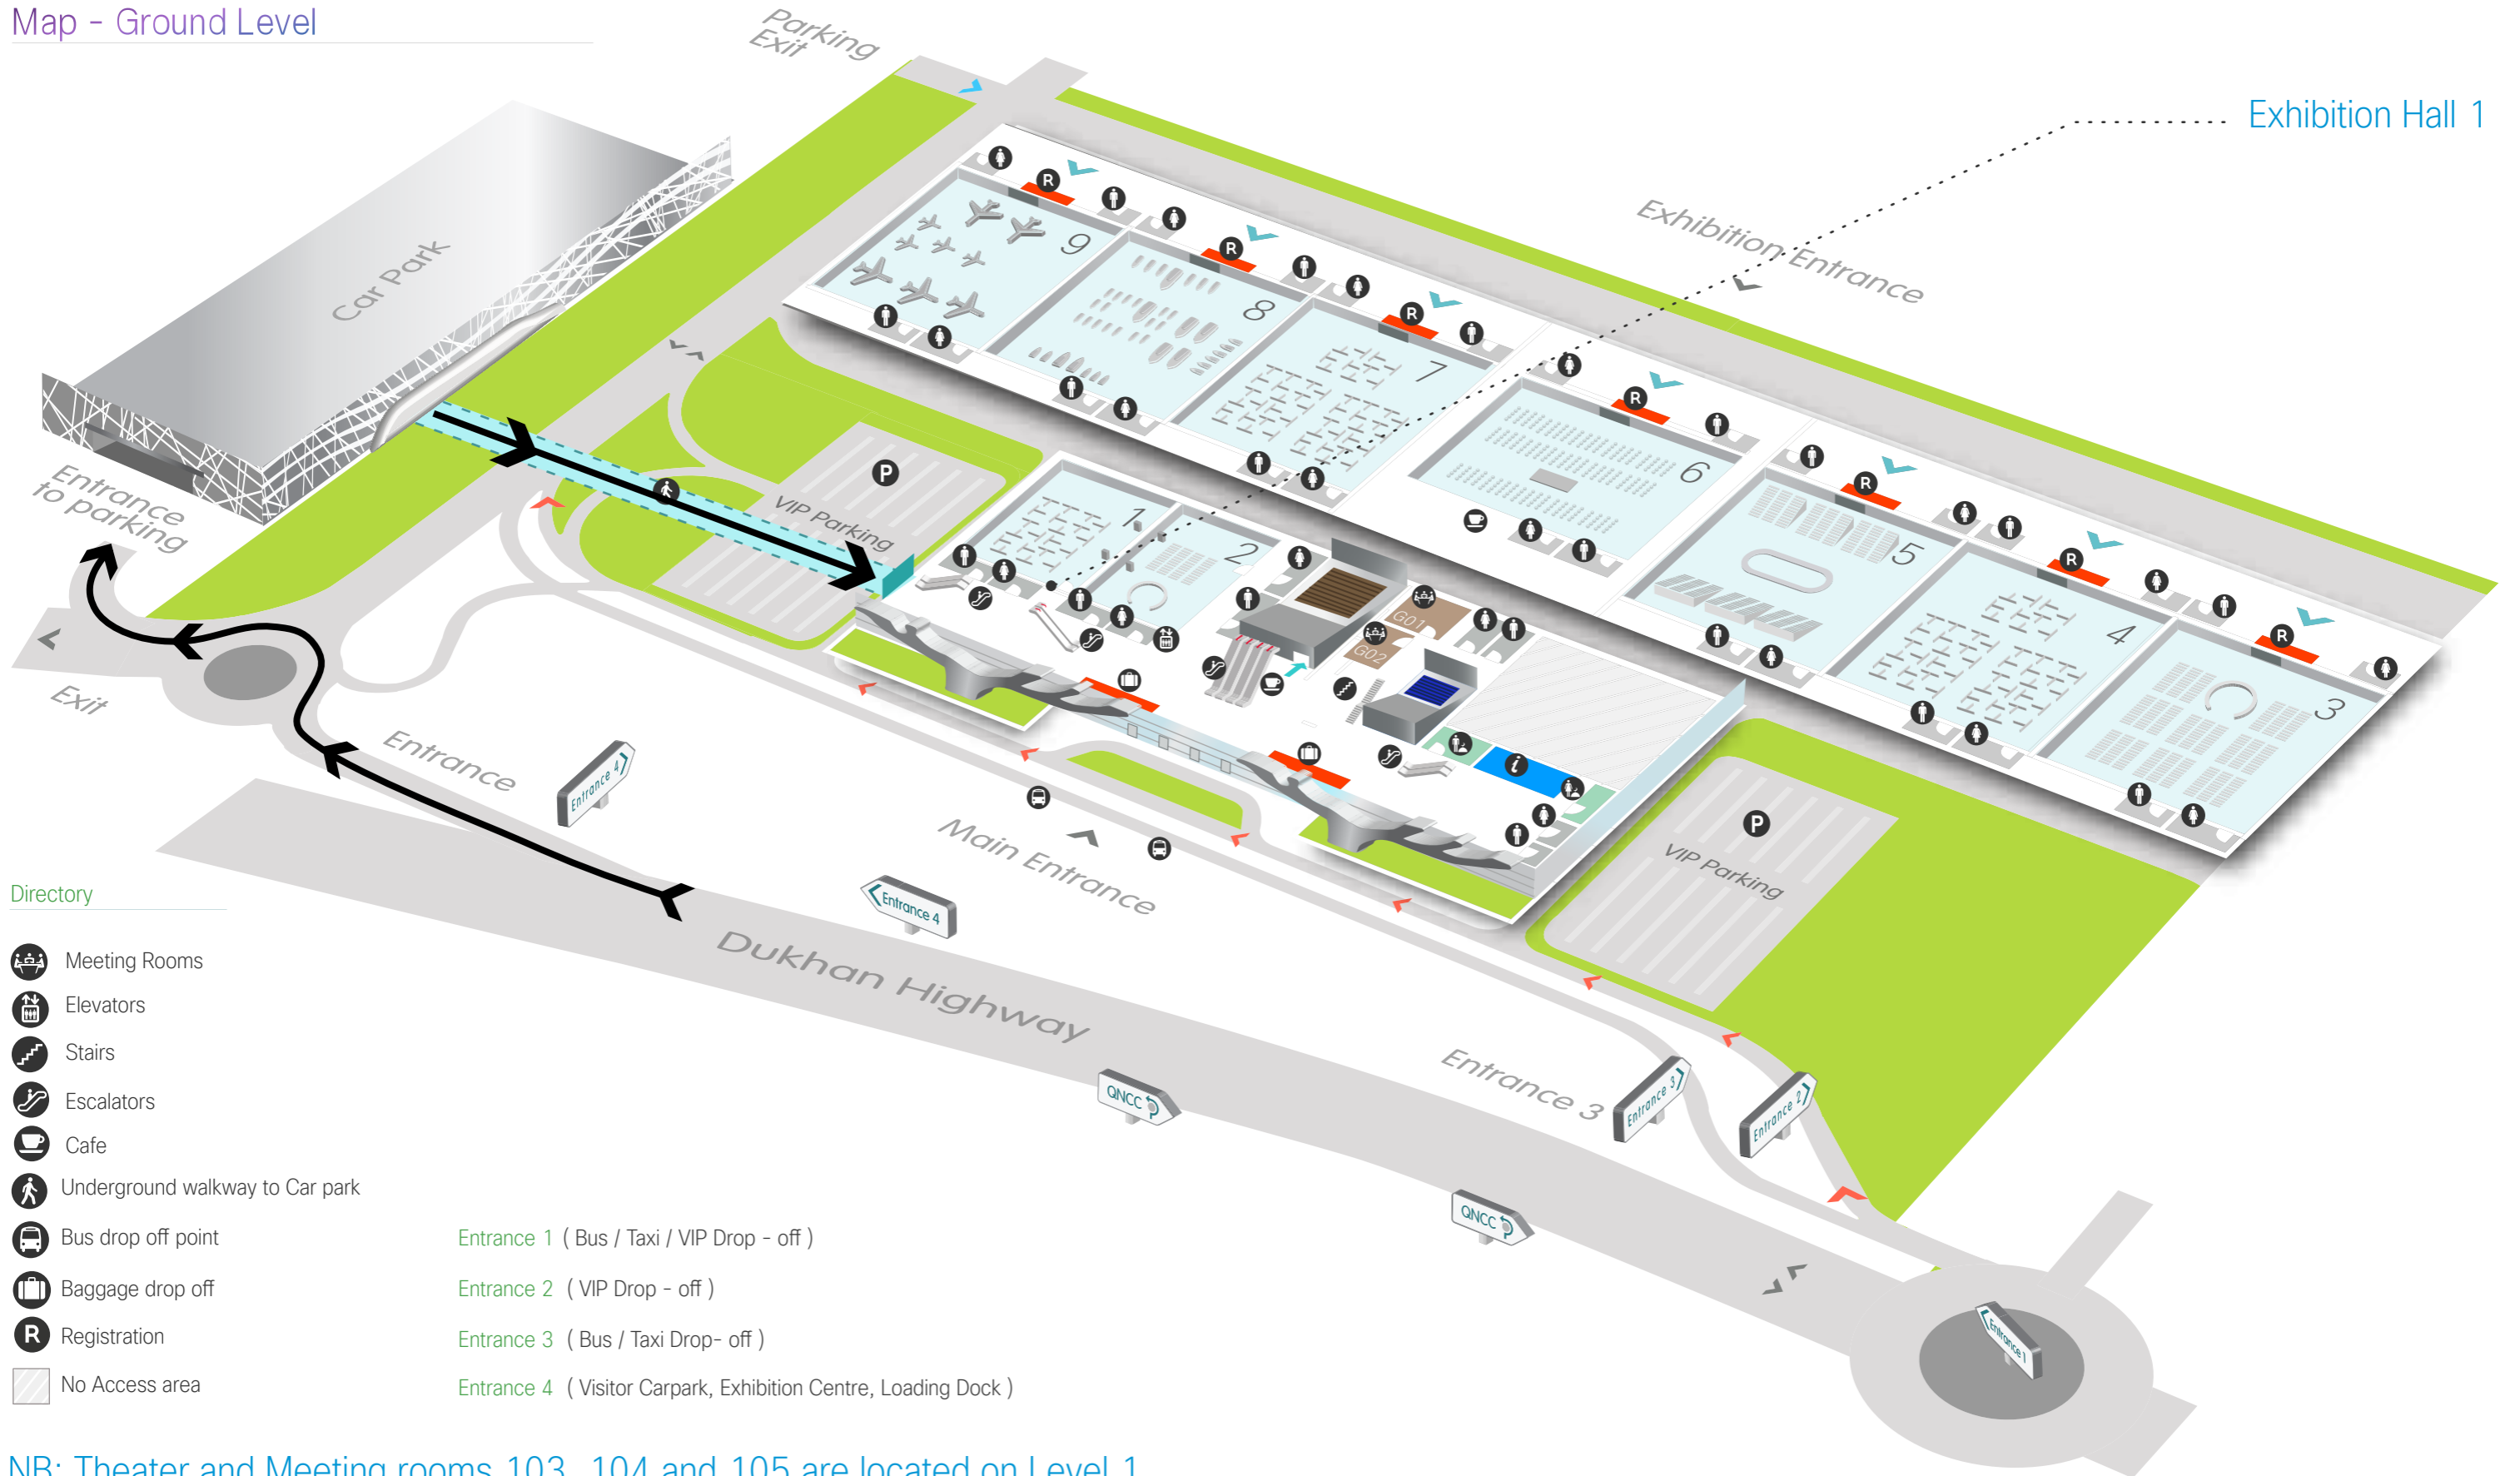 Map - Ground Level
Parking
Exit
Exhibition Hall 1
Car Park
Exhibition Entrance
9
8
7
6
5
4
3
1
2
R
R
R
R
R
R
R
P
VIP Parking
G01
G02
i
Entrance
to parking
Exit
Entrance
Entrance 4
Main Entrance
Entrance 4
P
VIP Parking
Dukhan Highway
QNCC
QNCC
Entrance 3
Entrance 3
Entrance 2
Entrance 1
Directory
Meeting Rooms
Elevators
Stairs
Escalators
Cafe
Underground walkway to Car park
Bus drop off point
Baggage drop off
R Registration
No Access area
Entrance 1 ( Bus / Taxi / VIP Drop - off )
Entrance 2 ( VIP Drop - off )
Entrance 3 ( Bus / Taxi Drop- off )
Entrance 4 ( Visitor Carpark, Exhibition Centre, Loading Dock )
NB: Theater and Meeting rooms 103, 104 and 105 are located on Level 1